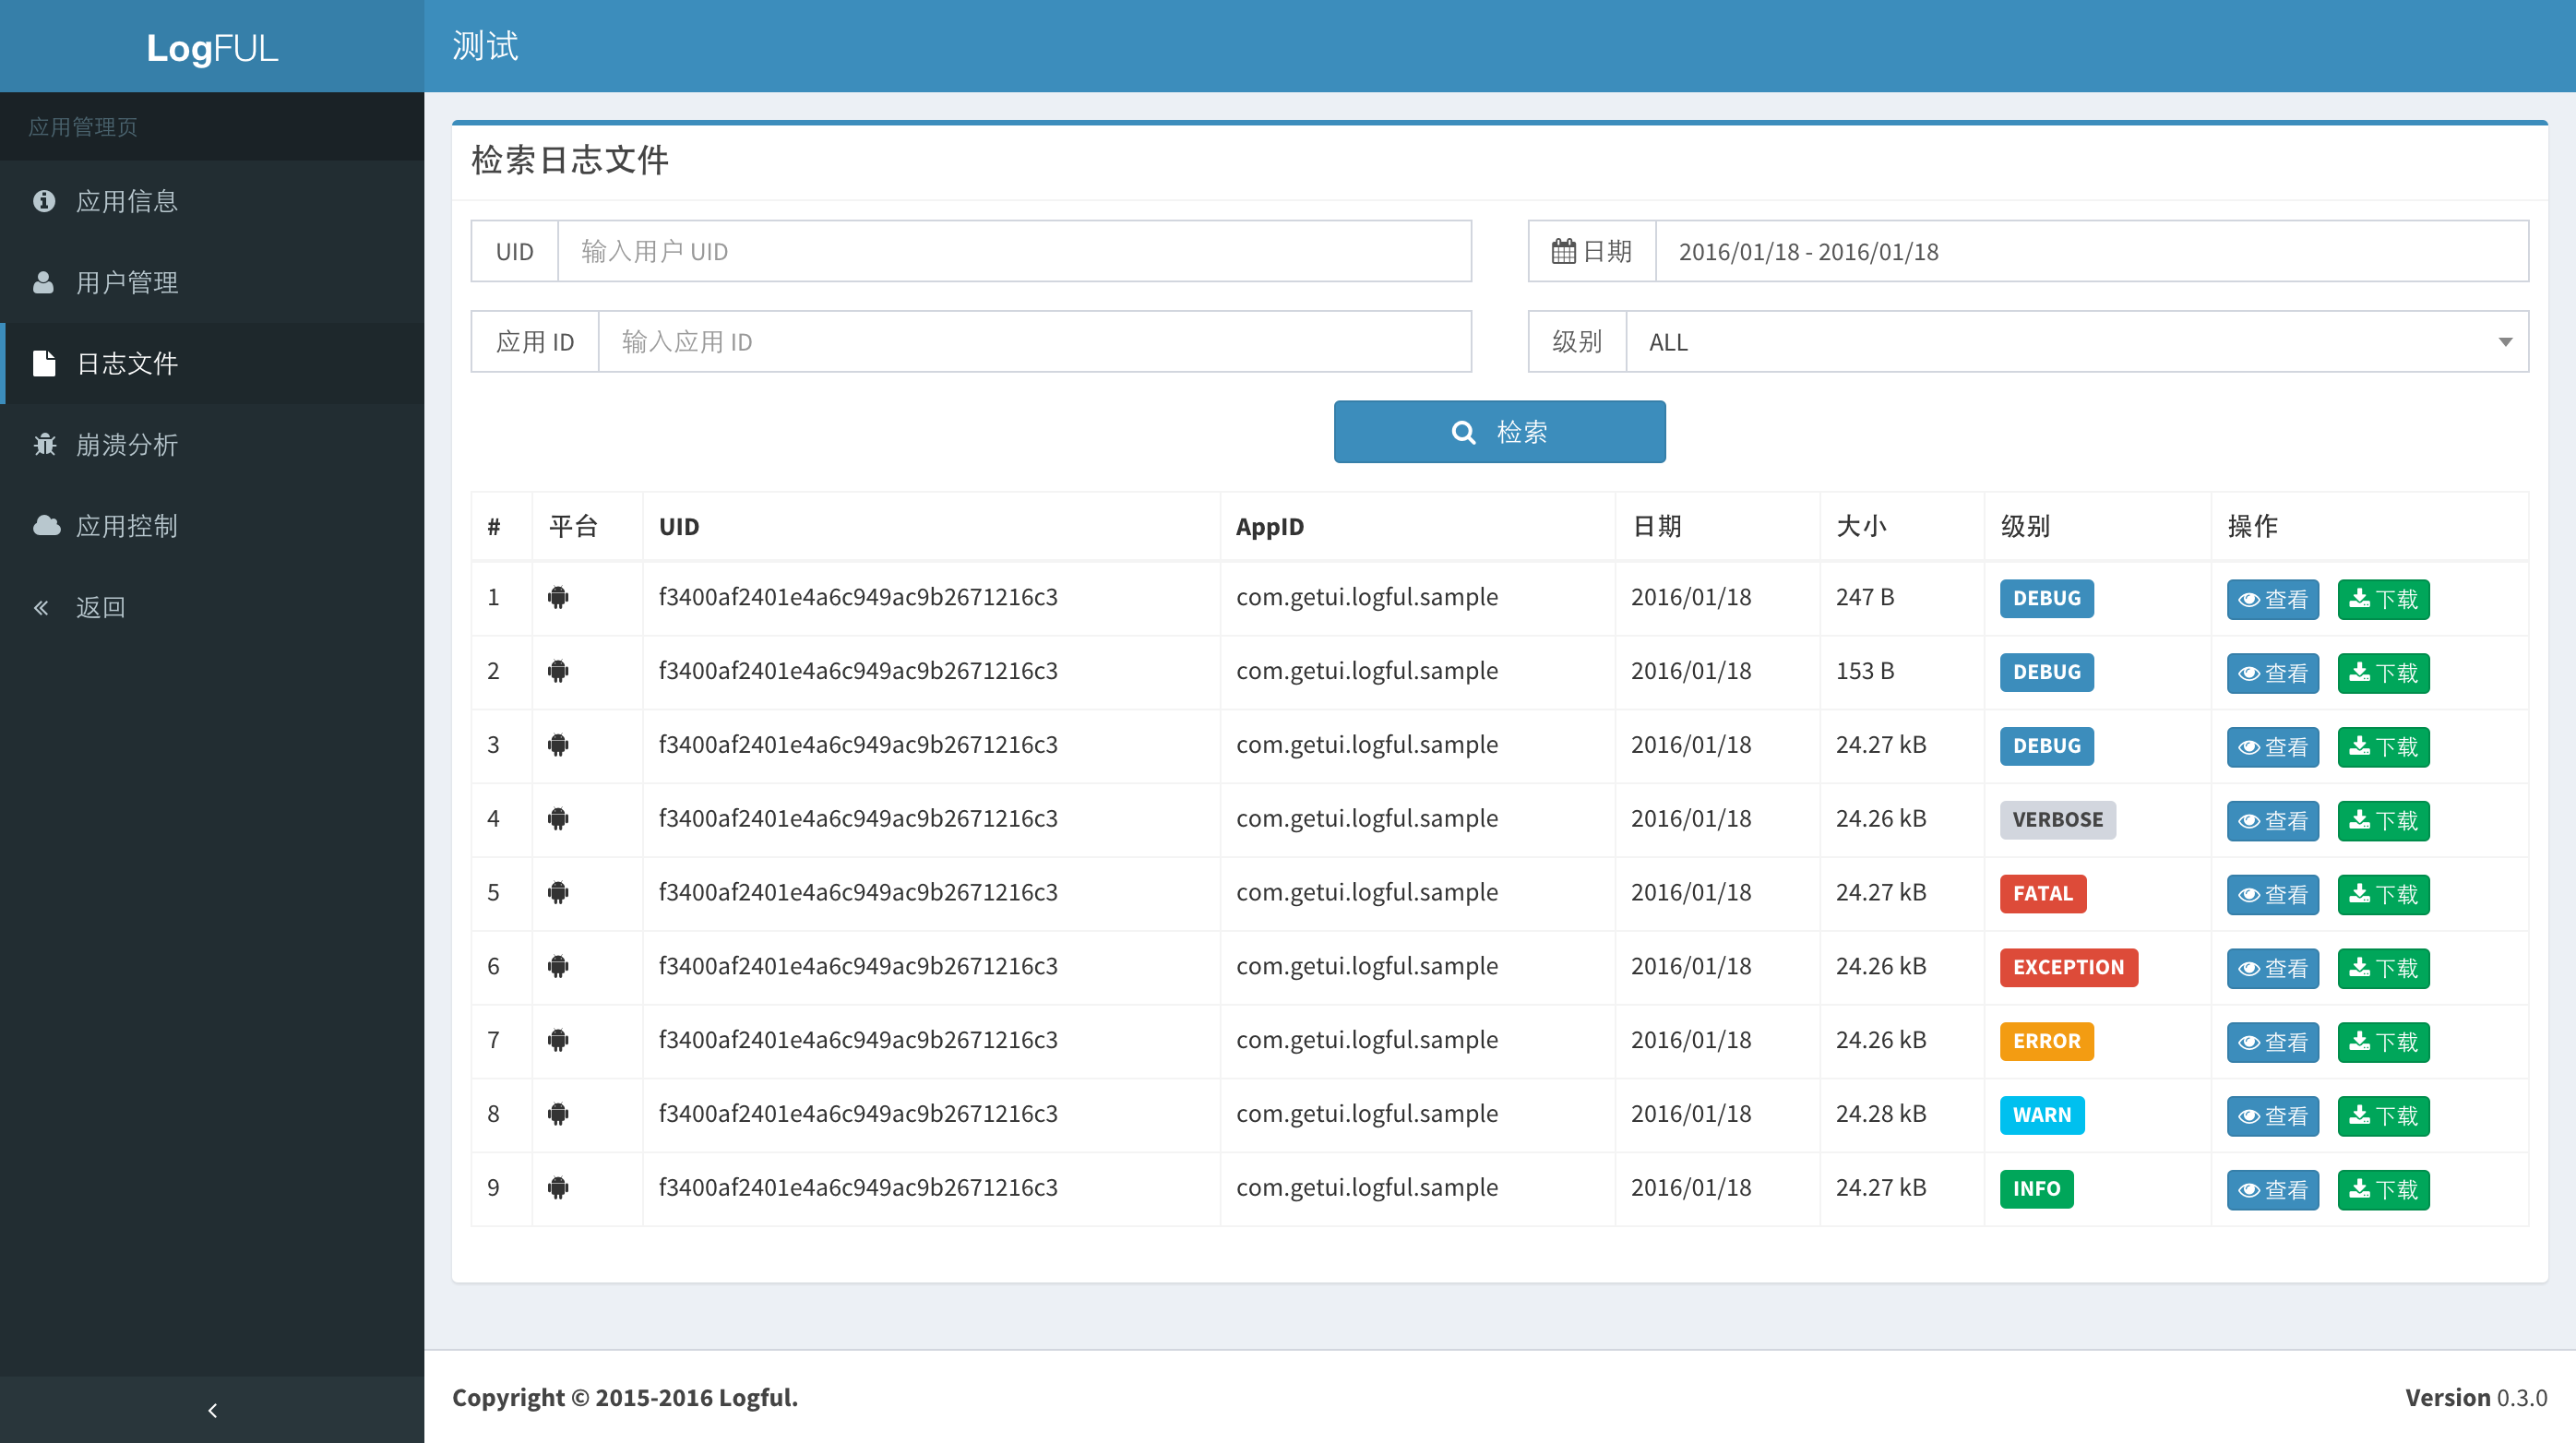 LogFUL
测试
应用管理页
应用信息
用户管理
日志文件
崩溃分析
应用控制
返回
检索日志文件
UID 输入用户 UID 日期 2016/01/18 - 2016/01/18
应用 ID 输入应用 ID 级别 ALL
检索
# 平台 UID AppID 日期 大小 级别 操作
1 f3400af2401e4a6c949ac9b2671216c3 com.getui.logful.sample 2016/01/18 247 B DEBUG 查看 下载
2 f3400af2401e4a6c949ac9b2671216c3 com.getui.logful.sample 2016/01/18 153 B DEBUG 查看 下载
3 f3400af2401e4a6c949ac9b2671216c3 com.getui.logful.sample 2016/01/18 24.27 kB DEBUG 查看 下载
4 f3400af2401e4a6c949ac9b2671216c3 com.getui.logful.sample 2016/01/18 24.26 kB VERBOSE 查看 下载
5 f3400af2401e4a6c949ac9b2671216c3 com.getui.logful.sample 2016/01/18 24.27 kB FATAL 查看 下载
6 f3400af2401e4a6c949ac9b2671216c3 com.getui.logful.sample 2016/01/18 24.26 kB EXCEPTION 查看 下载
7 f3400af2401e4a6c949ac9b2671216c3 com.getui.logful.sample 2016/01/18 24.26 kB ERROR 查看 下载
8 f3400af2401e4a6c949ac9b2671216c3 com.getui.logful.sample 2016/01/18 24.28 kB WARN 查看 下载
9 f3400af2401e4a6c949ac9b2671216c3 com.getui.logful.sample 2016/01/18 24.27 kB INFO 查看 下载
Copyright © 2015-2016 Logful. Version 0.3.0